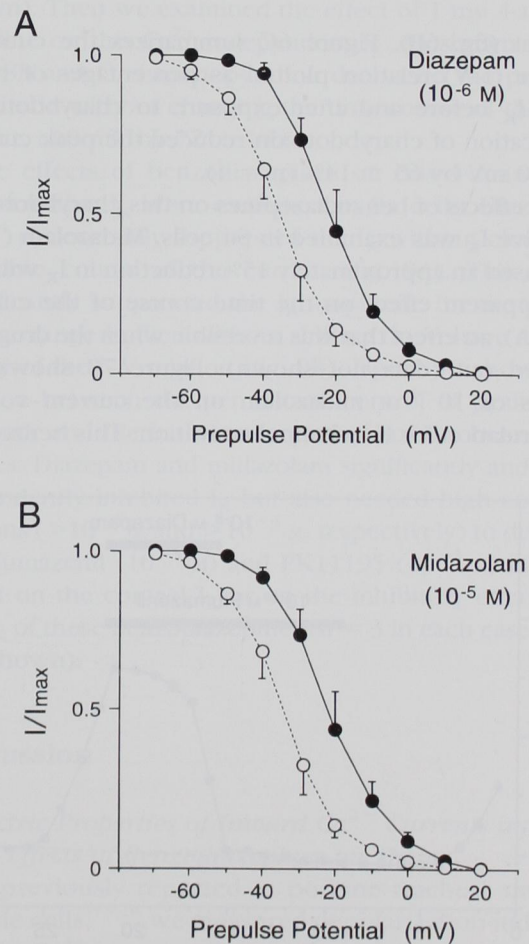 A
Diazepam
(10-6 M)
1.0
0.5
0
I/Imax
-60 -40 -20 0 20
Prepulse Potential (mV)
B
Midazolam
(10-5 M)
1.0
0.5
0
I/Imax
-60 -40 -20 0 20
Prepulse Potential (mV)